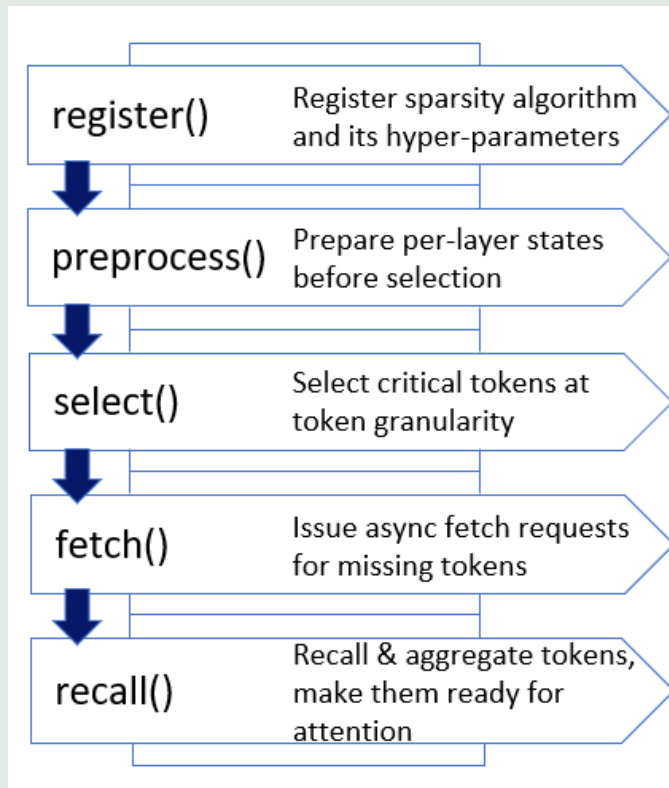 register()
Register sparsity algorithm
and its hyper-parameters
preprocess()
Prepare per-layer states
before selection
select()
Select critical tokens at
token granularity
fetch()
Issue async fetch requests
for missing tokens
recall()
Recall & aggregate tokens,
make them ready for
attention